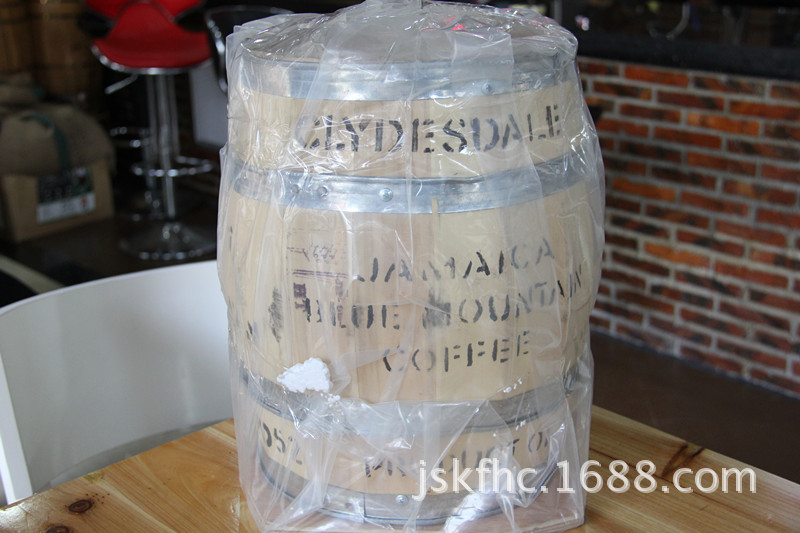 CLYDESDALE
JAMAICA
BLUE MOUNTAIN
COFFEE
PRODUCT OF
jskfhc.1688.com